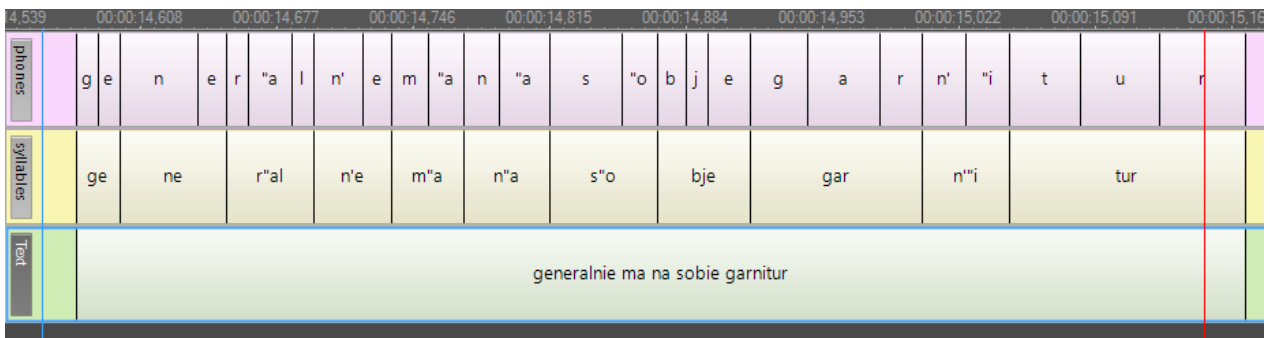 14,539 00:00:14,608 00:00:14,677 00:00:14,746 00:00:14,815 00:00:14,884 00:00:14,953 00:00:15,022 00:00:15,091 00:00:15,16
phones g e n e r "a l n' e m "a n "a s "o b j e g a r n' "i t u r
syllables ge ne r"al n'e m"a n"a s"o bje gar n'"i tur
Text generalnie ma na sobie garnitur